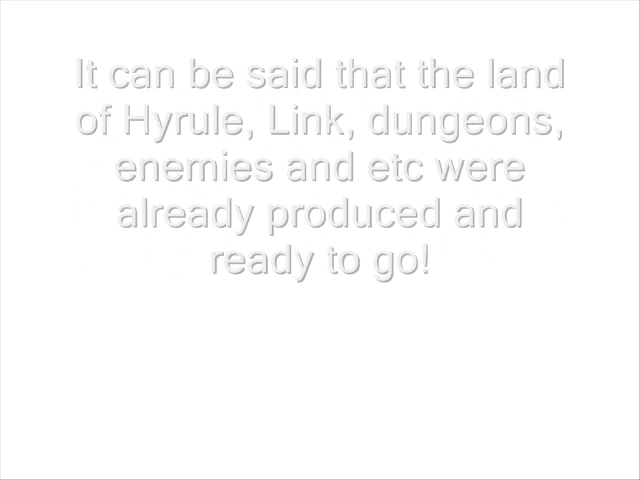 It can be said that the land
of Hyrule, Link, dungeons,
enemies and etc were
already produced and
ready to go!